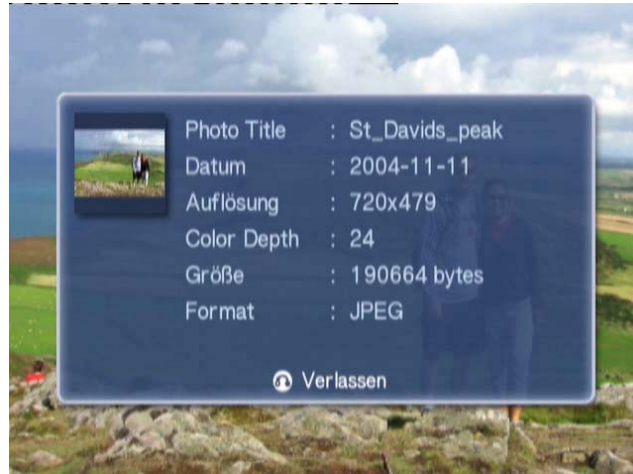 Photo Title : St_Davids_peak
Datum : 2004-11-11
Auflösung : 720x479
Color Depth : 24
Größe : 190664 bytes
Format : JPEG
Verlassen